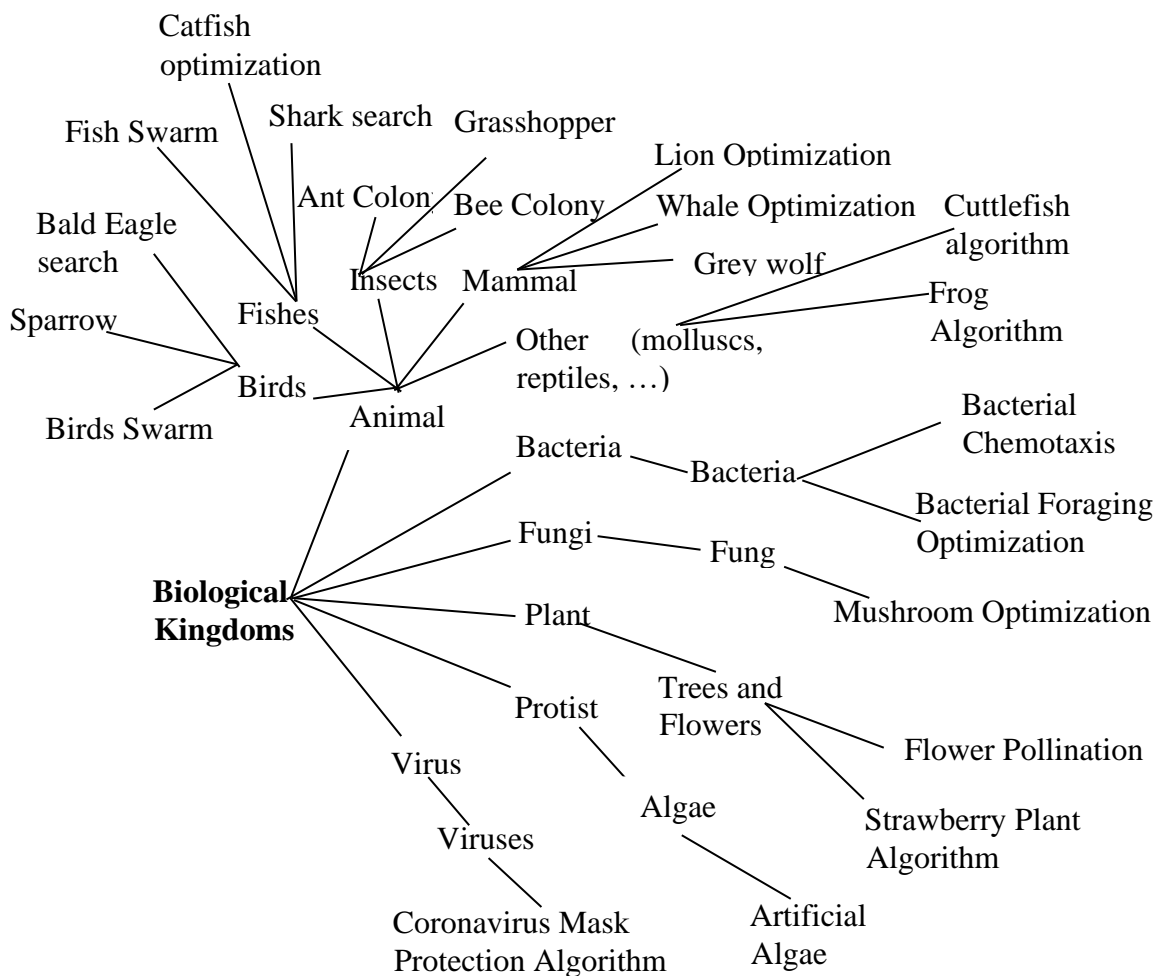 Catfish
optimization
Shark search
Grasshopper
Fish Swarm
Lion Optimization
Ant Colon
Bee Colony
Whale Optimization
Cuttlefish
algorithm
Bald Eagle
search
Grey wolf
Insects
Mammal
Frog
Algorithm
Sparrow
Fishes
Other (molluscs,
reptiles, …)
Birds
Animal
Birds Swarm
Bacterial
Chemotaxis
Bacteria
Bacteria
Bacterial Foraging
Optimization
Fungi
Fung
Biological
Kingdoms
Plant
Mushroom Optimization
Trees and
Flowers
Protist
Flower Pollination
Virus
Algae
Strawberry Plant
Algorithm
Viruses
Coronavirus Mask
Protection Algorithm
Artificial
Algae